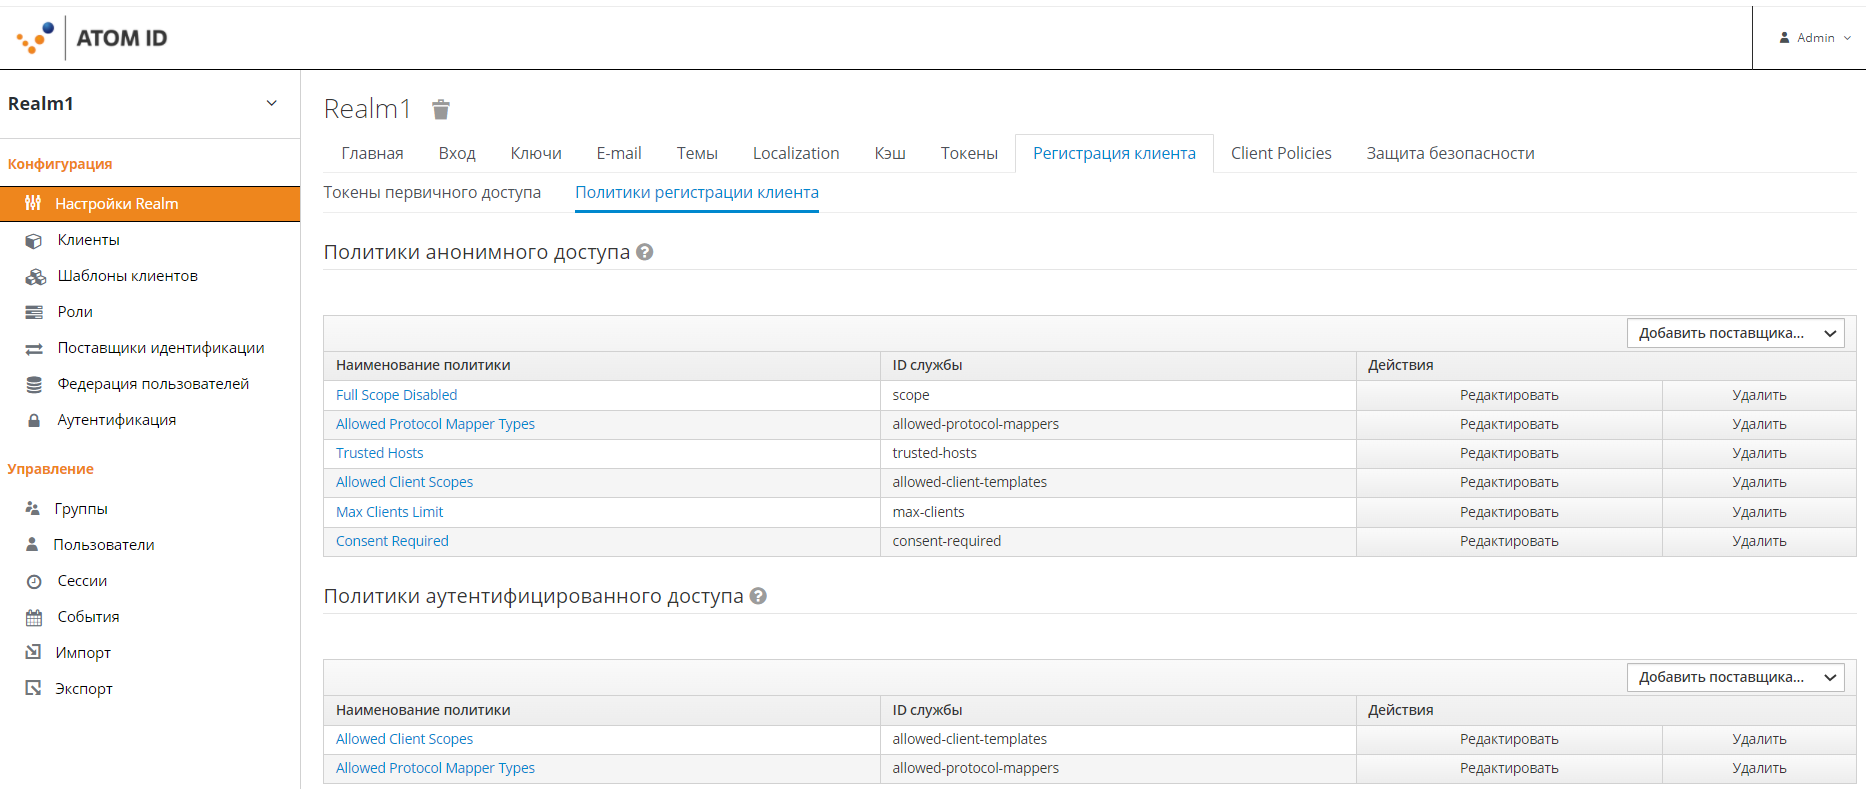 ATOM ID
Admin
Realm1
Конфигурация
Настройки Realm
Клиенты
Шаблоны клиентов
Роли
Поставщики идентификации
Федерация пользователей
Аутентификация
Управление
Группы
Пользователи
Сессии
События
Импорт
Экспорт
Realm1
Главная Вход Ключи E-mail Темы Localization Кэш Токены Регистрация клиента Client Policies Защита безопасности
Токены первичного доступа Политики регистрации клиента
Политики анонимного доступа
Добавить поставщика...
Наименование политики ID службы Действия
Full Scope Disabled scope Редактировать Удалить
Allowed Protocol Mapper Types allowed-protocol-mappers Редактировать Удалить
Trusted Hosts trusted-hosts Редактировать Удалить
Allowed Client Scopes allowed-client-templates Редактировать Удалить
Max Clients Limit max-clients Редактировать Удалить
Consent Required consent-required Редактировать Удалить
Политики аутентифицированного доступа
Добавить поставщика...
Наименование политики ID службы Действия
Allowed Client Scopes allowed-client-templates Редактировать Удалить
Allowed Protocol Mapper Types allowed-protocol-mappers Редактировать Удалить